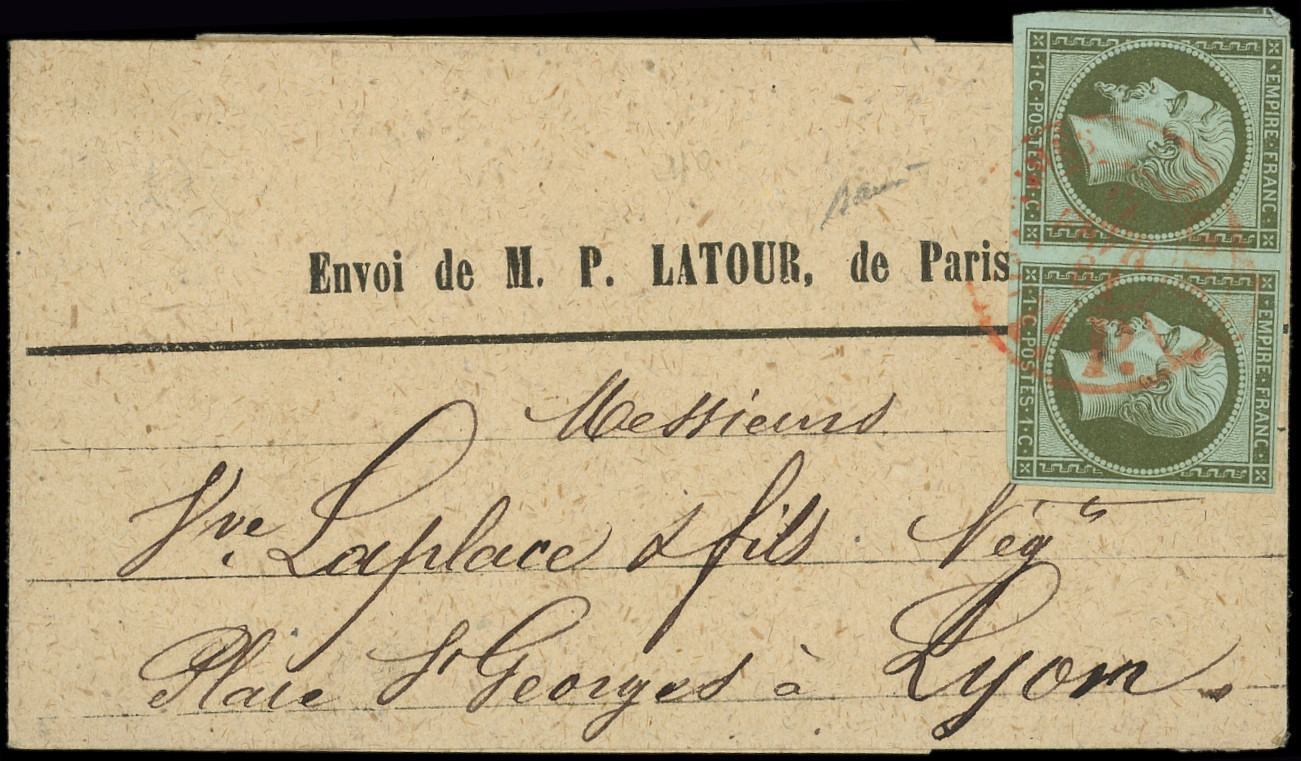 EMPIRE · FRANC ·
1 · C · POSTES · 1 · C ·
EMPIRE · FRANC ·
1 · C · POSTES · 1 · C ·
Envoi de M. P. LATOUR, de Paris
P.
Messieurs
Vve Laplace & fils Négts
Place St Georges à Lyon.